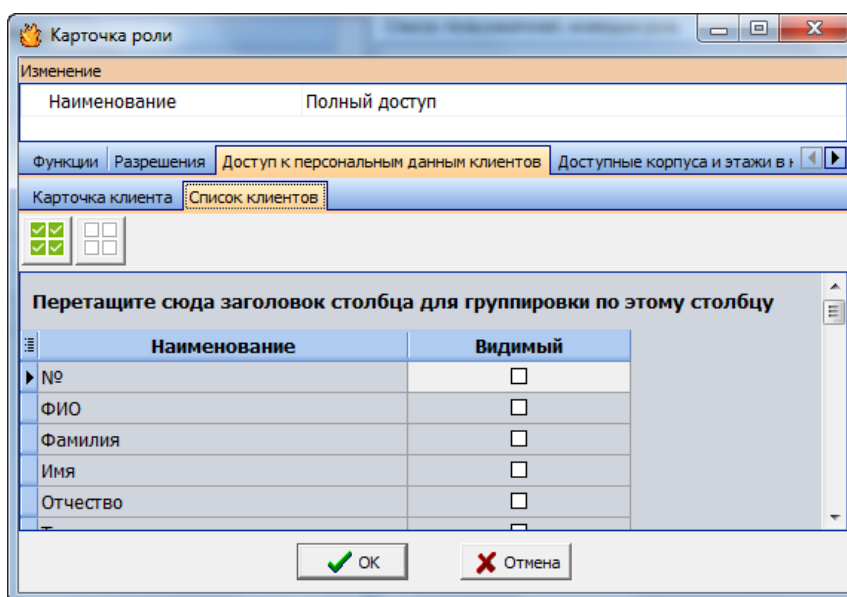 Карточка роли
Изменение
Наименование Полный доступ
Функции Разрешения Доступ к персональным данным клиентов Доступные корпуса и этажи в
Карточка клиента Список клиентов
Перетащите сюда заголовок столбца для группировки по этому столбцу
Наименование Видимый
№
ФИО
Фамилия
Имя
Отчество
OK Отмена